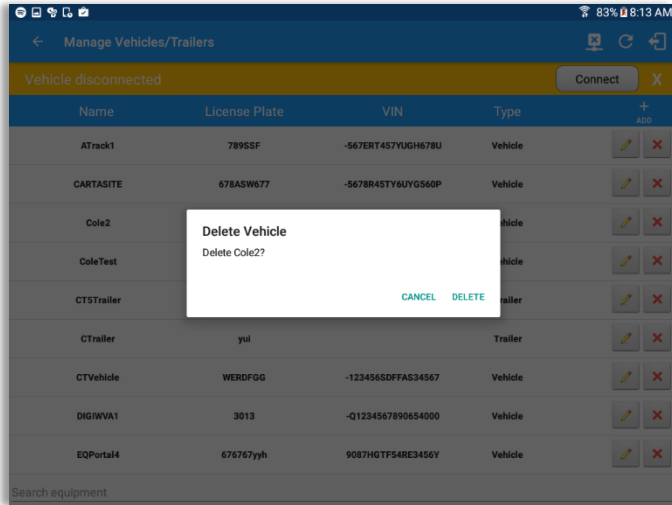 83% 8:13 AM
Manage Vehicles/Trailers
Vehicle disconnected Connect X
Name License Plate VIN Type + ADD
ATrack1 789SSF -567ERT457YUGH678U Vehicle
CARTASITE 678ASW677 -5678R45TY6UYG560P Vehicle
Cole2 hicle
ColeTest hicle
CT5Trailer railer
Delete Vehicle
Delete Cole2?
CANCEL DELETE
CTrailer yui Trailer
CTVehicle WERDFGG -123456SDFFAS34567 Vehicle
DIGIWVA1 3013 -Q1234567890654000 Vehicle
EQPortal4 676767yyh 9087HGTF54RE3456Y Vehicle
Search equipment